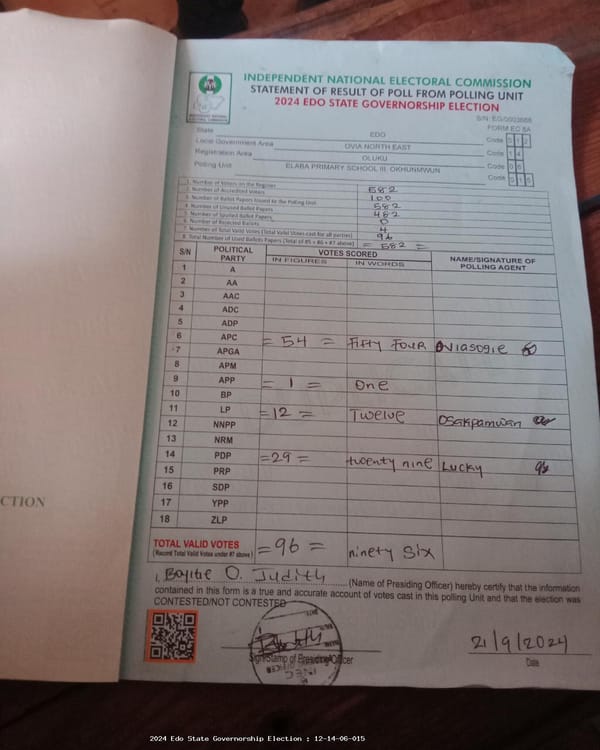 INDEPENDENT NATIONAL ELECTORAL COMMISSION
STATEMENT OF RESULT OF POLL FROM POLLING UNIT
2024 EDO STATE GOVERNORSHIP ELECTION
FORM EC 8A
State EDO Code 12
Local Government Area OVIA NORTH EAST Code 14
Registration Area OLUKU Code 06
Polling Unit ELABA PRIMARY SCHOOL III, OKHUNMWUN Code
1. Number of Voters on the Register 582
2. Number of Accredited Voters 100
3. Number of Ballot Papers Issued to the Polling Unit 582
4. Number of Unused Ballot Papers 482
5. Number of Spoiled Ballot Papers 0
6. Number of Rejected Ballots 4
7. Number of Total Valid Votes (Total Valid Votes cast for all parties) 96
8. Total Number of Used Ballots Papers (Total of #5 + #6 + #7 above) = 582 =
S/N POLITICAL PARTY VOTES SCORED NAME/SIGNATURE OF POLLING AGENT
IN FIGURES IN WORDS
1 A
2 AA
3 AAC
4 ADC
5 ADP
6 APC = 54 = FIFTY FOUR OVIASOGIE
7 APGA
8 APM
9 APP = 1 = One
10 BP
11 LP = 12 = Twelve Osakpamwan
12 NNPP
13 NRM
14 PDP = 29 = twenty nine Lucky
15 PRP
16 SDP
17 YPP
18 ZLP
TOTAL VALID VOTES = 96 = ninety Six
(Record Total Valid Votes under #7 above)
I, O. Judith (Name of Presiding Officer) hereby certify that the information
contained in this form is a true and accurate account of votes cast in this polling Unit and that the election was
CONTESTED/NOT CONTESTED
Sign/Stamp of Presiding Officer
21/9/2024
Date
CTION
2024 Edo State Governorship Election : 12-14-06-015